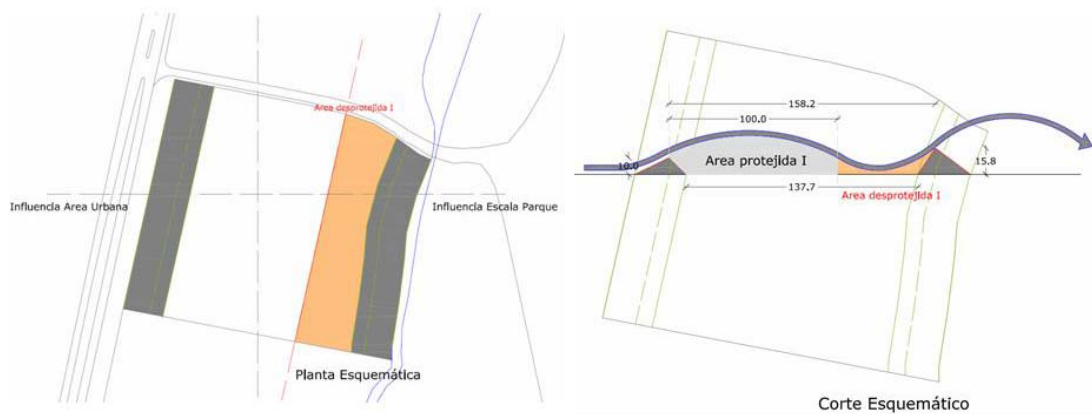 Area desprotejida I
Influencia Area Urbana
Influencia Escala Parque
Planta Esquemática
158.2
100.0
10.0
Area protejida I
15.8
137.7
Area desprotejida I
Corte Esquemático